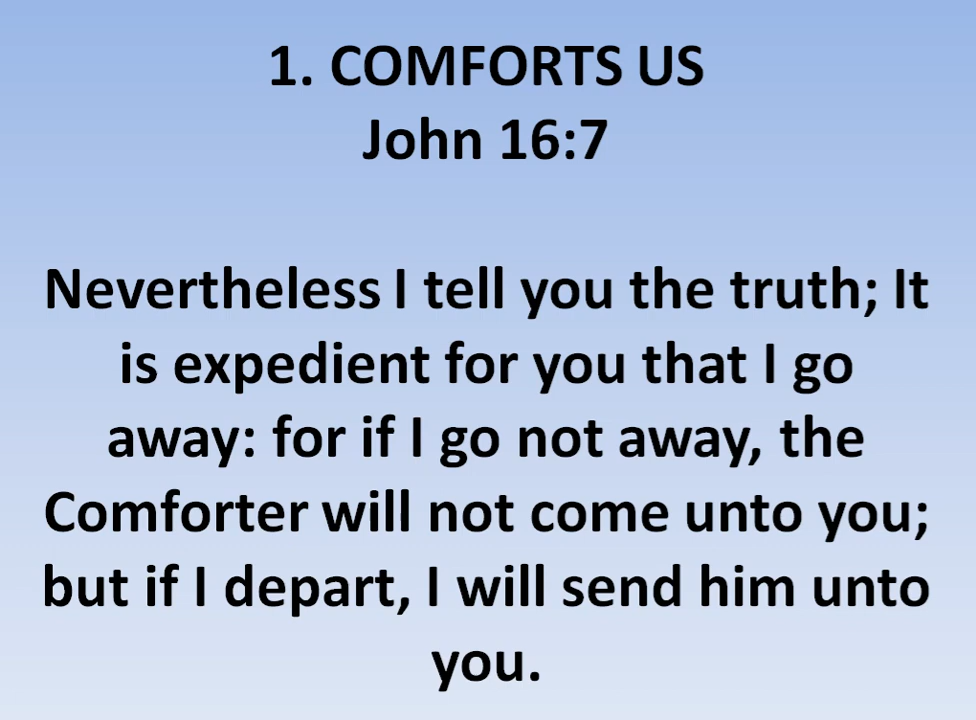 1. COMFORTS US
John 16:7
Nevertheless I tell you the truth; It
is expedient for you that I go
away: for if I go not away, the
Comforter will not come unto you;
but if I depart, I will send him unto
you.